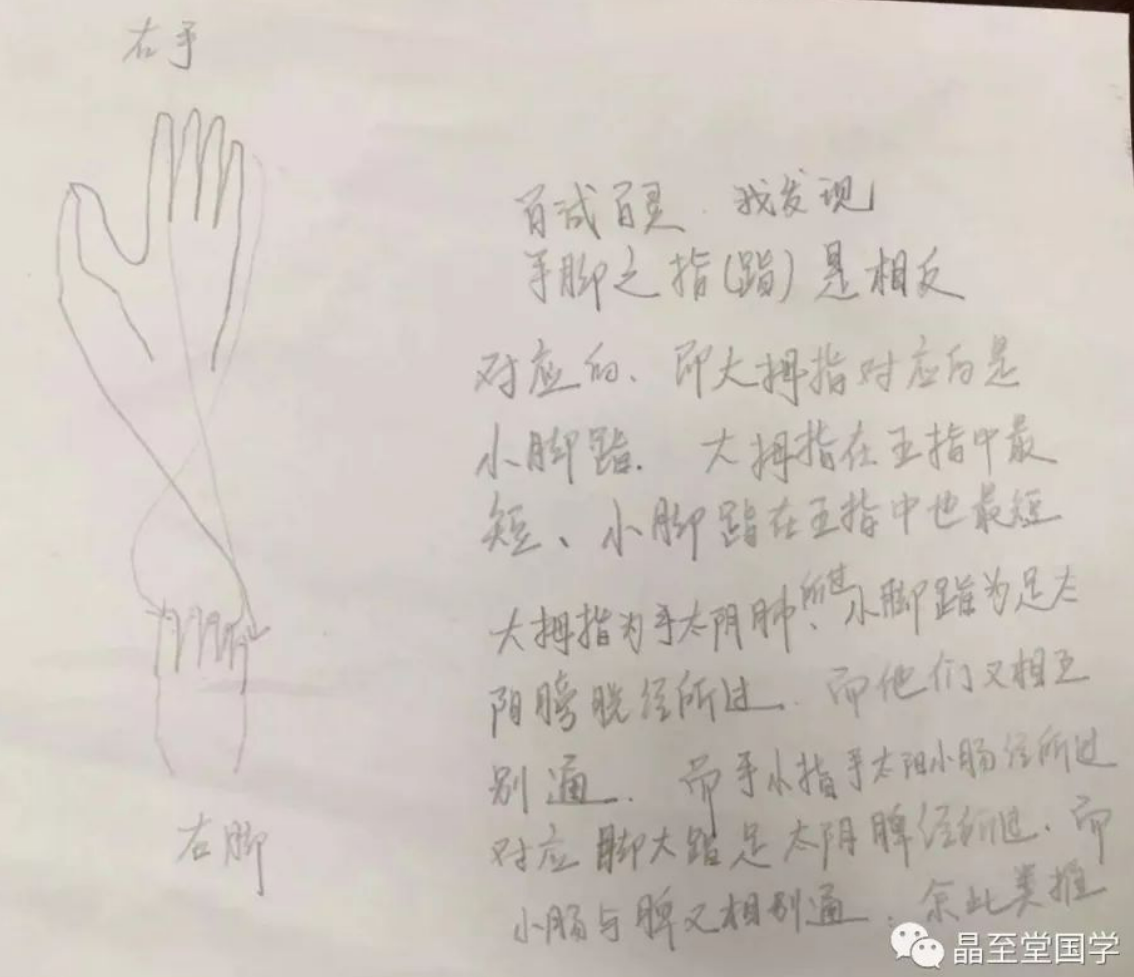 右手
百试百灵. 我发现
手脚之指(趾)是相反
对应的、即大拇指对应的是
小脚趾. 大拇指在五指中最
短、小脚趾在五指中也最短
大拇指为手太阴肺所过、小脚趾为足太
阳膀胱经所过. 而他们又相互
别通. 而手小指手太阳小肠经所过
对应脚大趾足太阴脾经所过. 而
小肠与脾又相别通. 余此类推
右脚
晶至堂国学